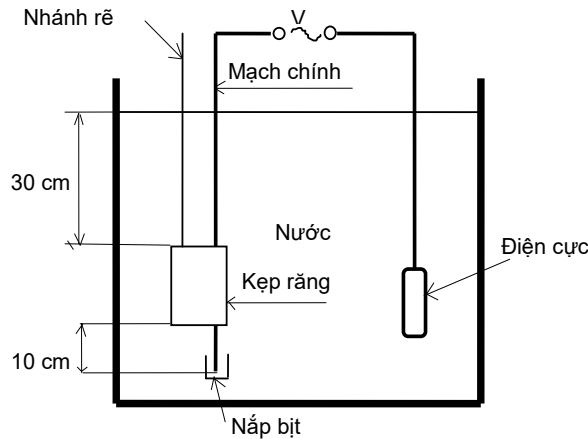 Nhánh rẽ
V
Mạch chính
30 cm
Nước
Điện cực
Kẹp răng
10 cm
Nắp bịt